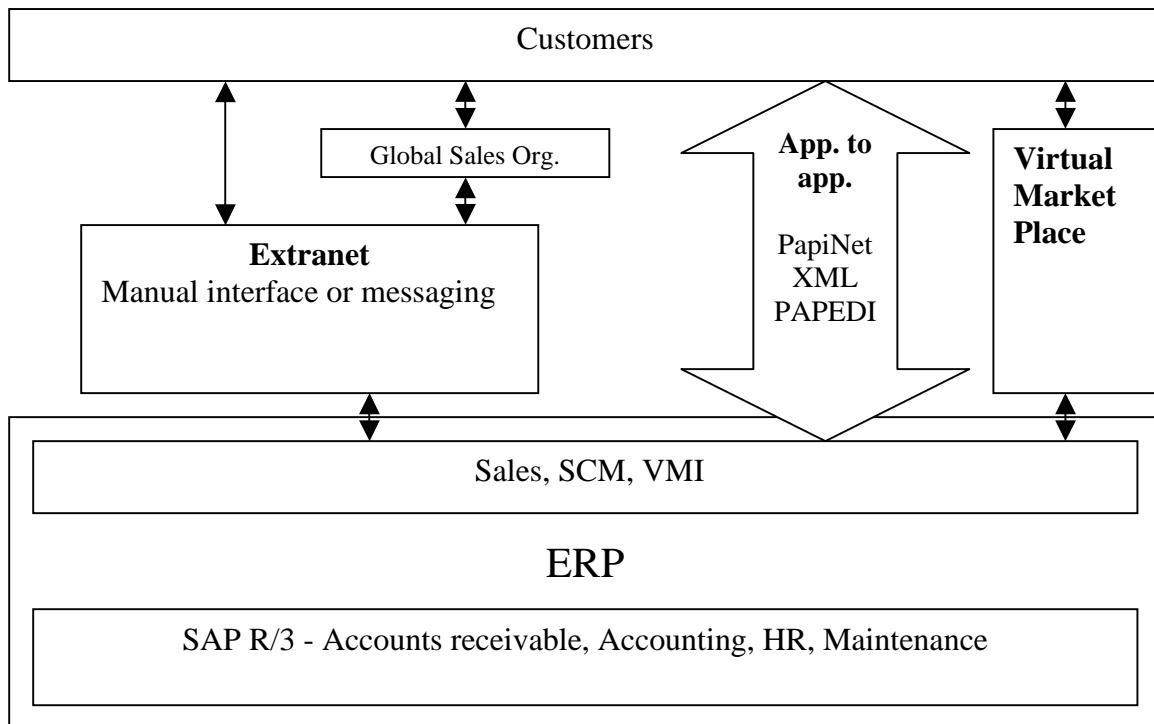 Customers
Global Sales Org.
App. to
app.
PapiNet
XML
PAPEDI
Virtual
Market
Place
Extranet
Manual interface or messaging
Sales, SCM, VMI
ERP
SAP R/3 - Accounts receivable, Accounting, HR, Maintenance